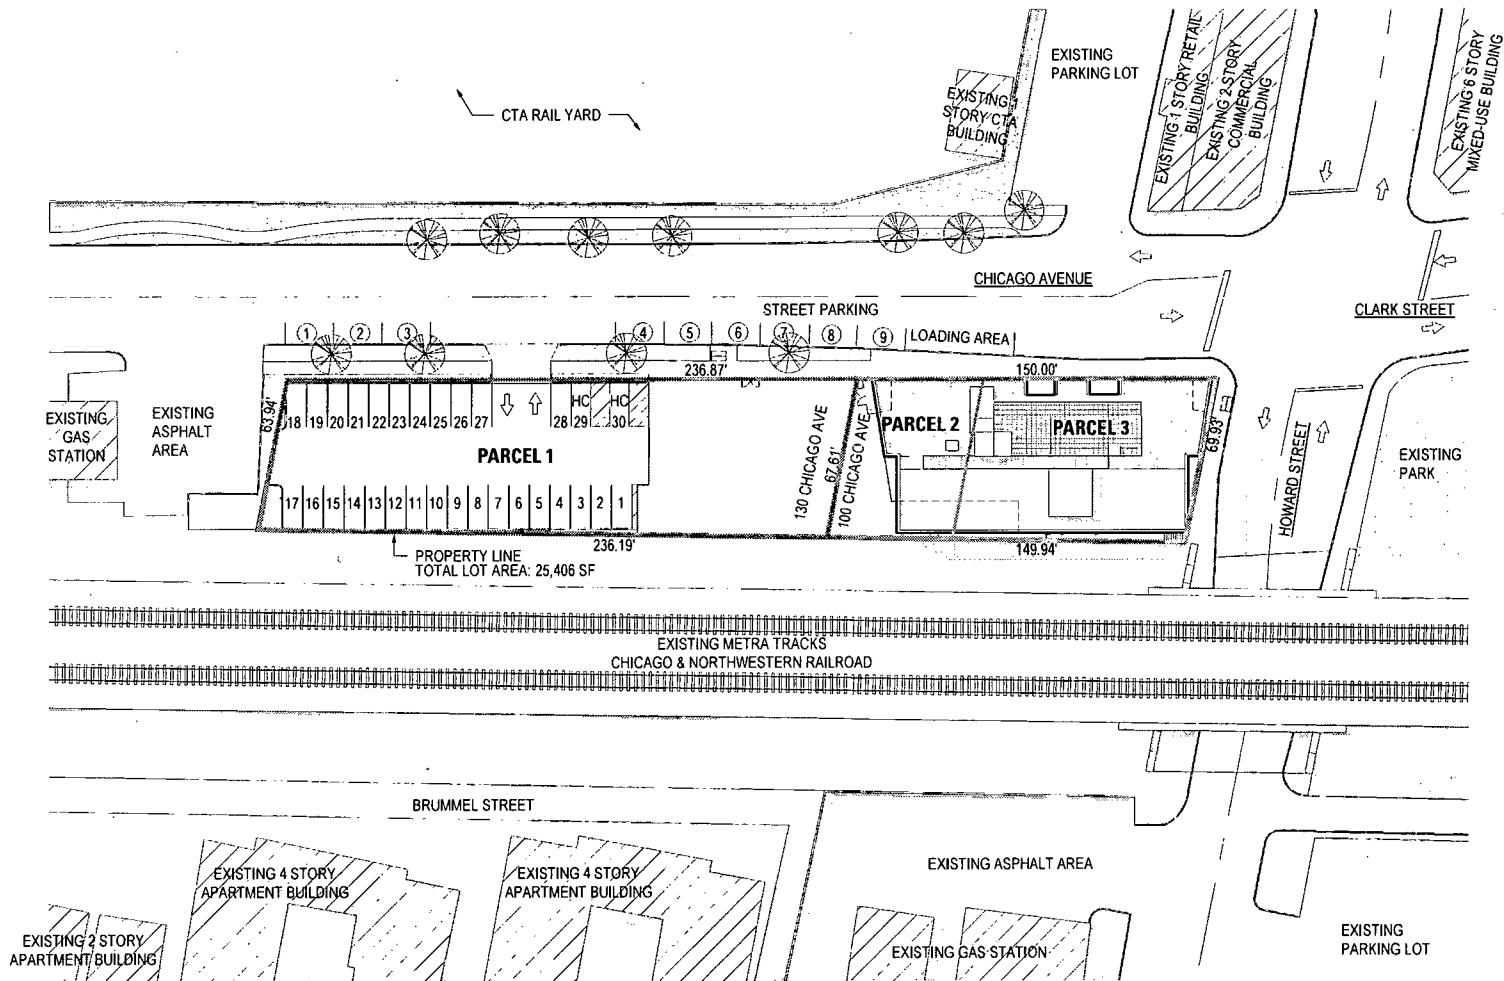 EXISTING
PARKING LOT
EXISTING 1 STORY RETAIL
BUILDING
EXISTING 2 STORY
COMMERCIAL
BUILDING
EXISTING 6 STORY
MIXED-USE BUILDING
CTA RAIL YARD
EXISTING
STORY CTA
BUILDING
CHICAGO AVENUE
CLARK STREET
STREET PARKING
1 2 3 4 5 6 7 8 9 LOADING AREA
236.87'
150.00'
63.94'
EXISTING
GAS
STATION
EXISTING
ASPHALT
AREA
HC HC
18 19 20 21 22 23 24 25 26 27 28 29 30
PARCEL 1
130 CHICAGO AVE
67.61'
100 CHICAGO AVE
PARCEL 2
PARCEL 3
69.93'
HOWARD STREET
EXISTING
PARK
17 16 15 14 13 12 11 10 9 8 7 6 5 4 3 2 1
236.19'
149.94'
PROPERTY LINE
TOTAL LOT AREA: 25,406 SF
EXISTING METRA TRACKS
CHICAGO & NORTHWESTERN RAILROAD
BRUMMEL STREET
EXISTING 4 STORY
APARTMENT BUILDING
EXISTING 4 STORY
APARTMENT BUILDING
EXISTING ASPHALT AREA
EXISTING 2 STORY
APARTMENT BUILDING
EXISTING GAS STATION
EXISTING
PARKING LOT